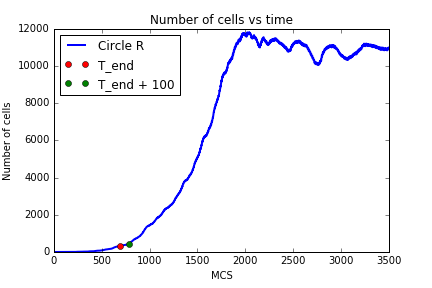 Number of cells vs time
12000
10000
8000
6000
4000
2000
0
Number of cells
Circle R
T_end
T_end + 100
0 500 1000 1500 2000 2500 3000 3500
MCS